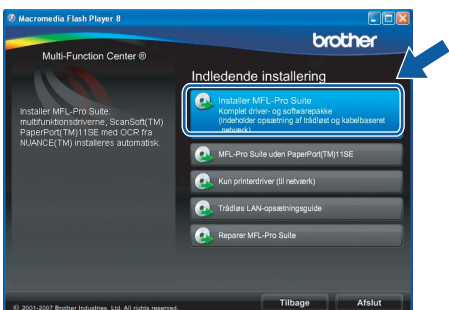 Macromedia Flash Player 8
brother
Multi-Function Center ®
Indledende installering
Installer MFL-Pro Suite
Komplet driver- og softwarepakke
(Indeholder opsætning af trådløst og kabelbaseret
netværk)
Installer MFL-Pro Suite:
multifunktionsdriverne, ScanSoft(TM)
PaperPort(TM)11SE med OCR fra
NUANCE(TM) installeres automatisk.
MFL-Pro Suite uden PaperPort(TM)11SE
Kun printerdriver (til netværk)
Trådløs LAN-opsætningsguide
Reparer MFL-Pro Suite
© 2001-2007 Brother Industries, Ltd. All rights reserved.
Tilbage
Afslut